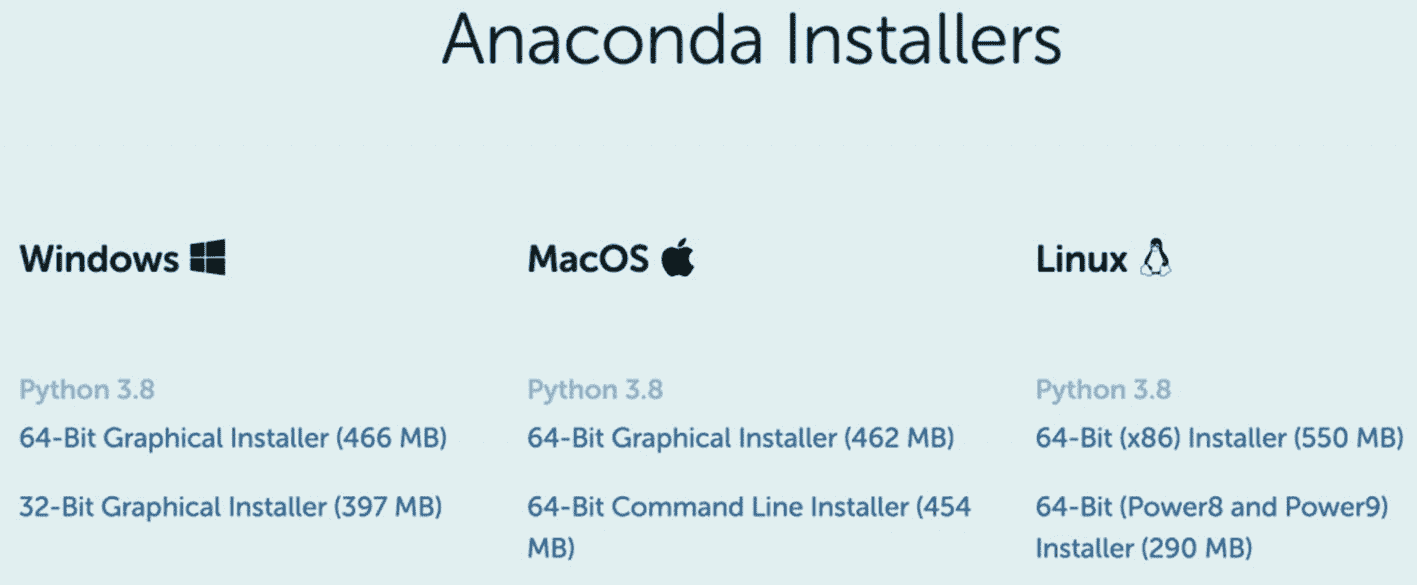 Anaconda Installers
Windows
Python 3.8
64-Bit Graphical Installer (466 MB)
32-Bit Graphical Installer (397 MB)
MacOS
Python 3.8
64-Bit Graphical Installer (462 MB)
64-Bit Command Line Installer (454
MB)
Linux
Python 3.8
64-Bit (x86) Installer (550 MB)
64-Bit (Power8 and Power9)
Installer (290 MB)